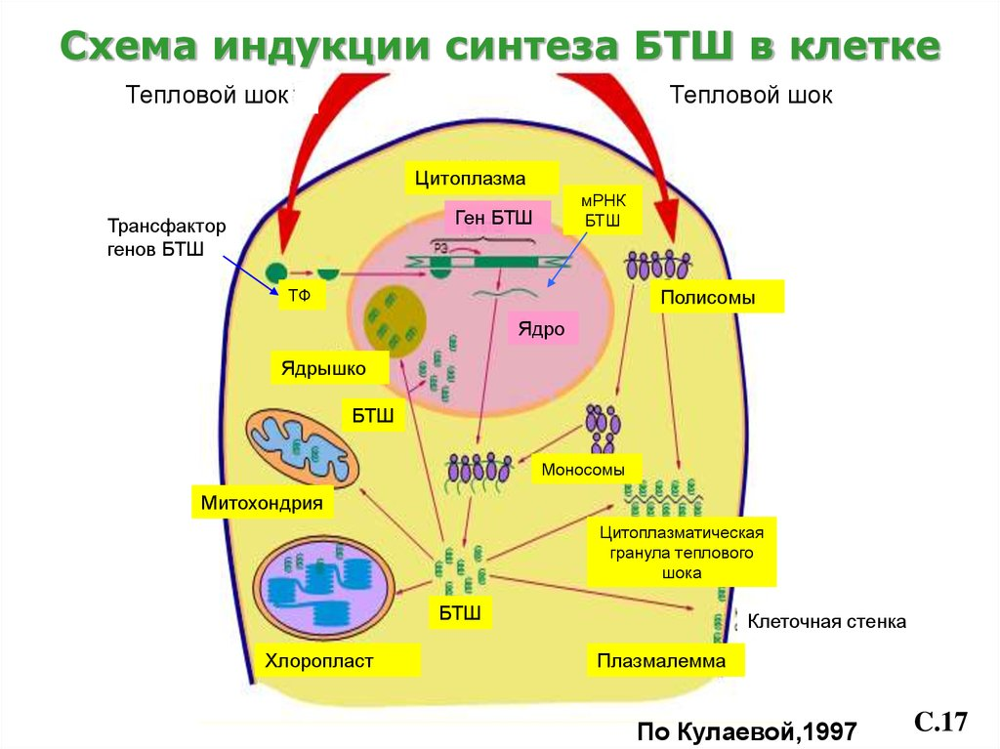 Схема индукции синтеза БТШ в клетке
Тепловой шок
Тепловой шок
Цитоплазма
мРНК
БТШ
Ген БТШ
Трансфактор
генов БТШ
РЭ
ТФ
Полисомы
Ядро
Ядрышко
БТШ
Моносомы
Митохондрия
Цитоплазматическая
гранула теплового
шока
БТШ
Клеточная стенка
Хлоропласт
Плазмалемма
По Кулаевой,1997
С.17